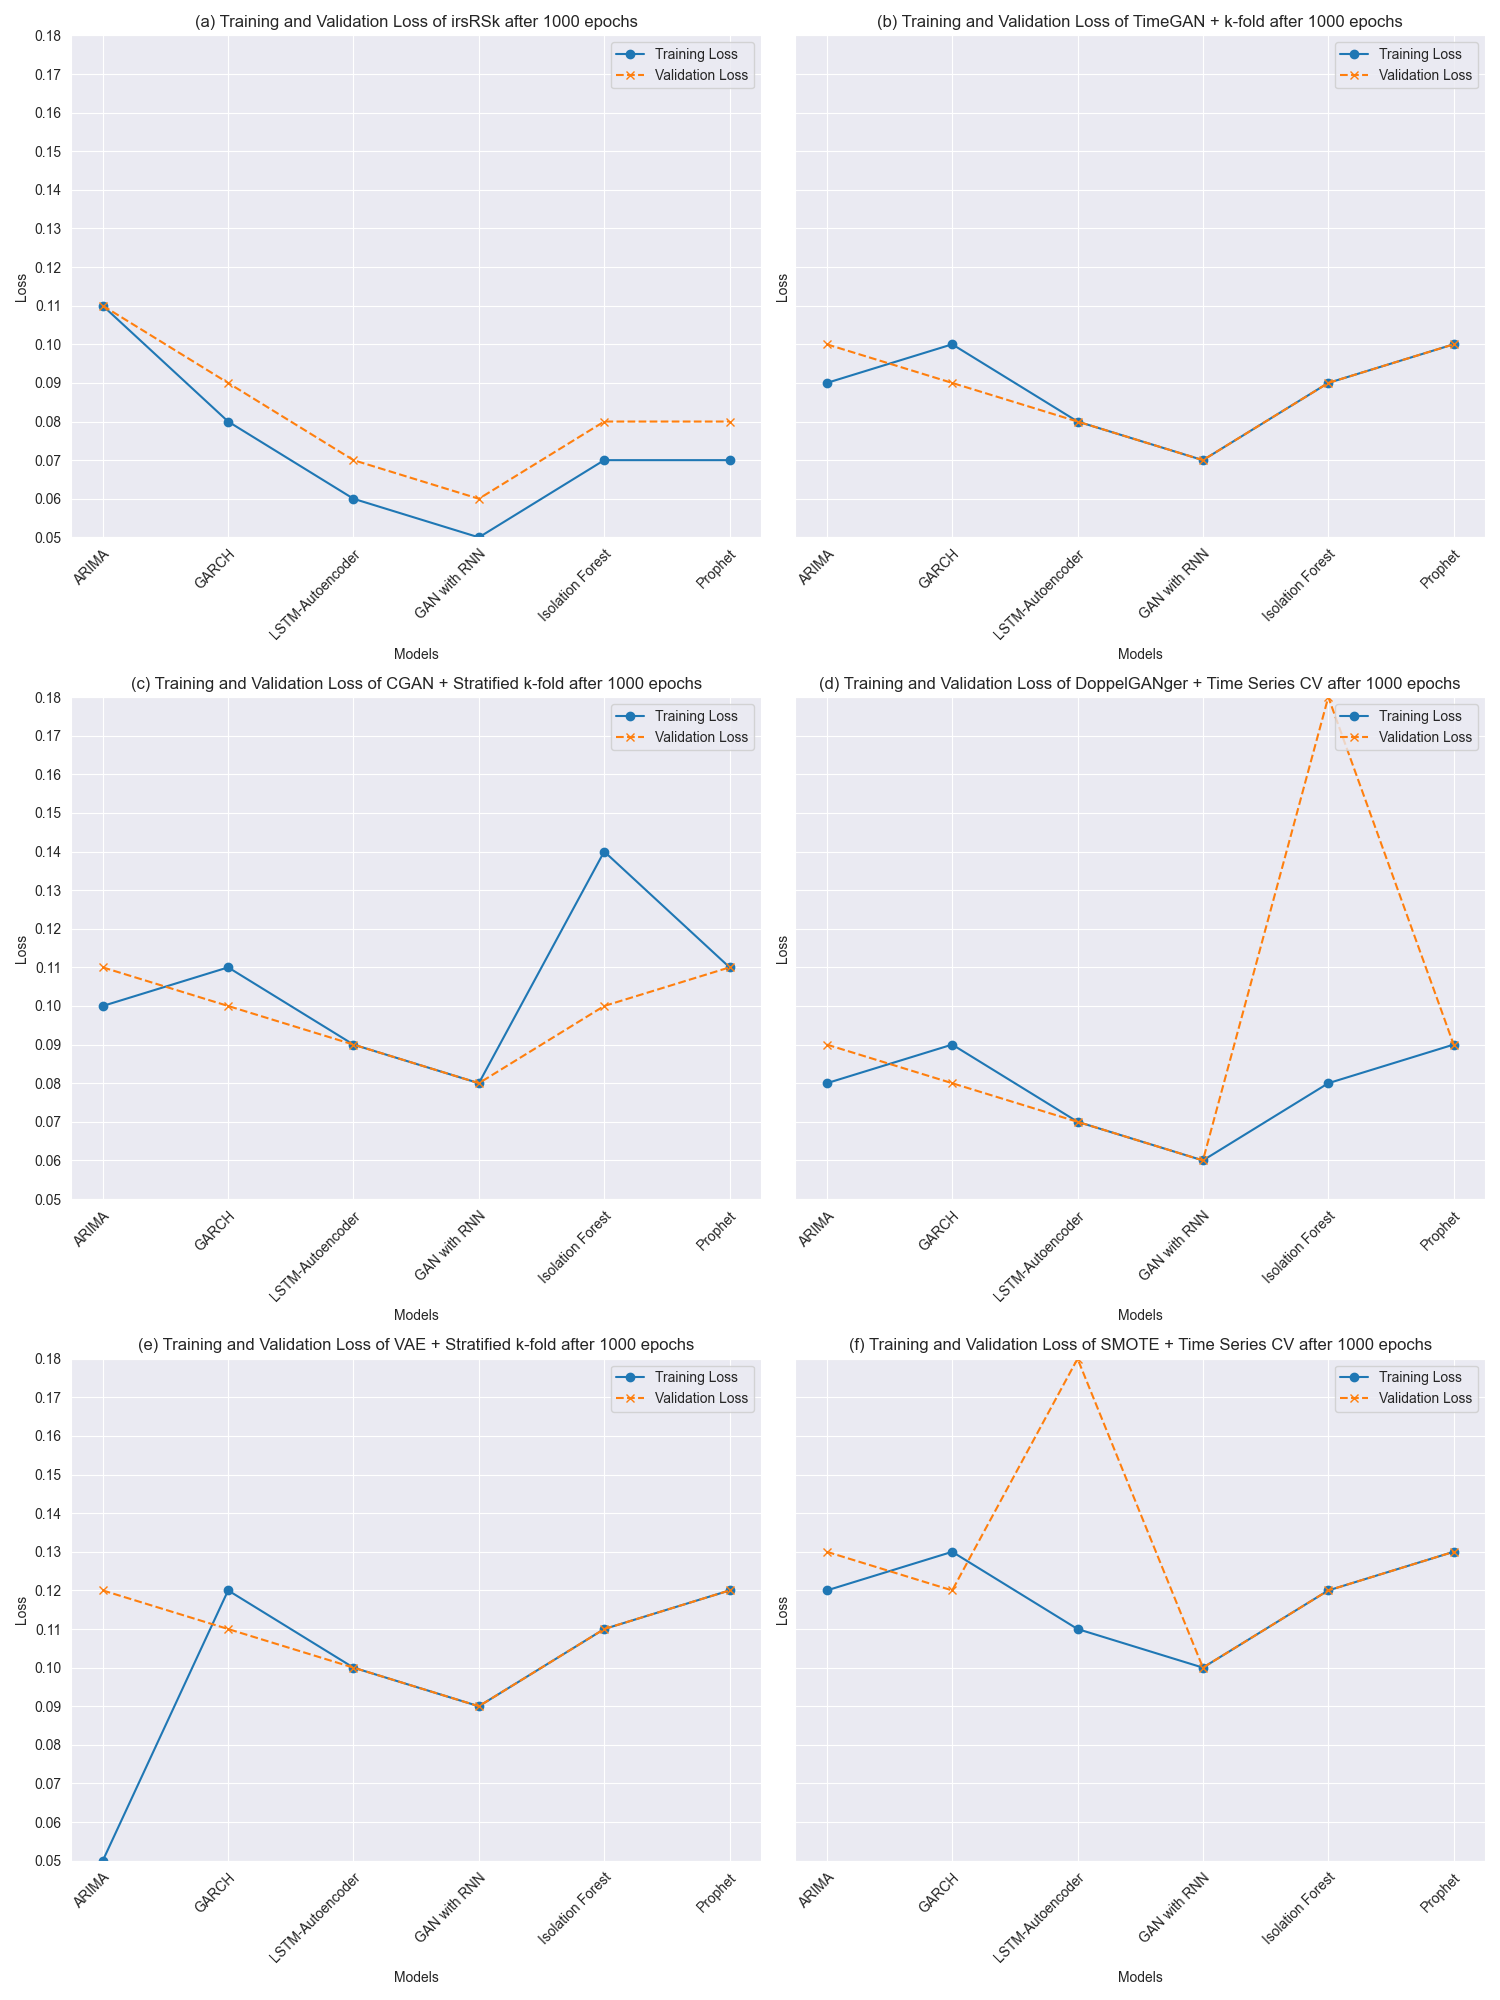 (a) Training and Validation Loss of irsRSk after 1000 epochs
Training Loss
Validation Loss
0.18
0.17
0.16
0.15
0.14
0.13
0.12
0.11
0.10
0.09
0.08
0.07
0.06
0.05
Loss
ARIMA
GARCH
LSTM-Autoencoder
GAN with RNN
Isolation Forest
Prophet
Models
(b) Training and Validation Loss of TimeGAN + k-fold after 1000 epochs
Training Loss
Validation Loss
Loss
ARIMA
GARCH
LSTM-Autoencoder
GAN with RNN
Isolation Forest
Prophet
Models
(c) Training and Validation Loss of CGAN + Stratified k-fold after 1000 epochs
Training Loss
Validation Loss
0.18
0.17
0.16
0.15
0.14
0.13
0.12
0.11
0.10
0.09
0.08
0.07
0.06
0.05
Loss
ARIMA
GARCH
LSTM-Autoencoder
GAN with RNN
Isolation Forest
Prophet
Models
(d) Training and Validation Loss of DoppelGANger + Time Series CV after 1000 epochs
Training Loss
Validation Loss
Loss
ARIMA
GARCH
LSTM-Autoencoder
GAN with RNN
Isolation Forest
Prophet
Models
(e) Training and Validation Loss of VAE + Stratified k-fold after 1000 epochs
Training Loss
Validation Loss
0.18
0.17
0.16
0.15
0.14
0.13
0.12
0.11
0.10
0.09
0.08
0.07
0.06
0.05
Loss
ARIMA
GARCH
LSTM-Autoencoder
GAN with RNN
Isolation Forest
Prophet
Models
(f) Training and Validation Loss of SMOTE + Time Series CV after 1000 epochs
Training Loss
Validation Loss
Loss
ARIMA
GARCH
LSTM-Autoencoder
GAN with RNN
Isolation Forest
Prophet
Models